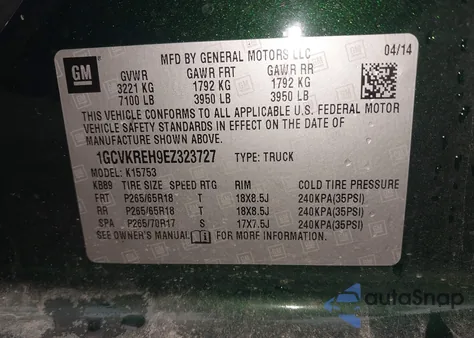 MFD BY GENERAL MOTORS LLC 04/14
GM GVWR GAWR FRT GAWR RR
3221 KG 1792 KG 1792 KG
7100 LB 3950 LB 3950 LB
THIS VEHICLE CONFORMS TO ALL APPLICABLE U.S. FEDERAL MOTOR
VEHICLE SAFETY STANDARDS IN EFFECT ON THE DATE OF
MANUFACTURE SHOWN ABOVE.
1GCVKREH9EZ323727 TYPE: TRUCK
MODEL: K15753
KBB9 TIRE SIZE SPEED RTG RIM COLD TIRE PRESSURE
FRT P265/65R18 T 18X8.5J 240KPA(35PSI)
RR P265/65R18 T 18X8.5J 240KPA(35PSI)
SPA P265/70R17 S 17X7.5J 240KPA(35PSI)
SEE OWNER'S MANUAL FOR MORE INFORMATION.
autoSnap